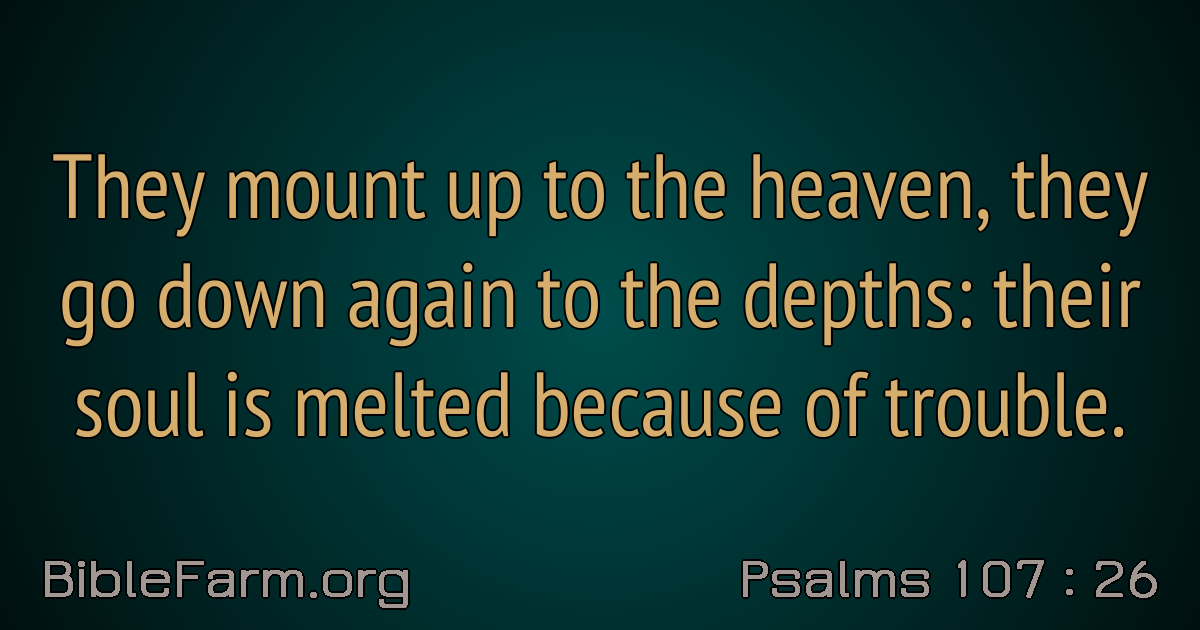 They mount up to the heaven, they
go down again to the depths: their
soul is melted because of trouble.
BibleFarm.org
Psalms 107 : 26